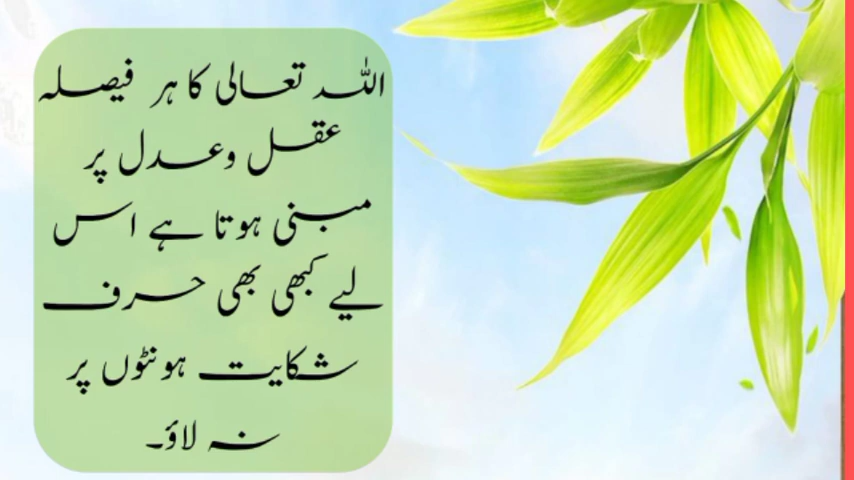 اللہ تعالی کا ہر فیصلہ
عقل وعدل پر
مبنی ہوتا ہے اس
لیے کبھی بھی حرف
شکایت ہونٹوں پر
نہ لاؤ۔